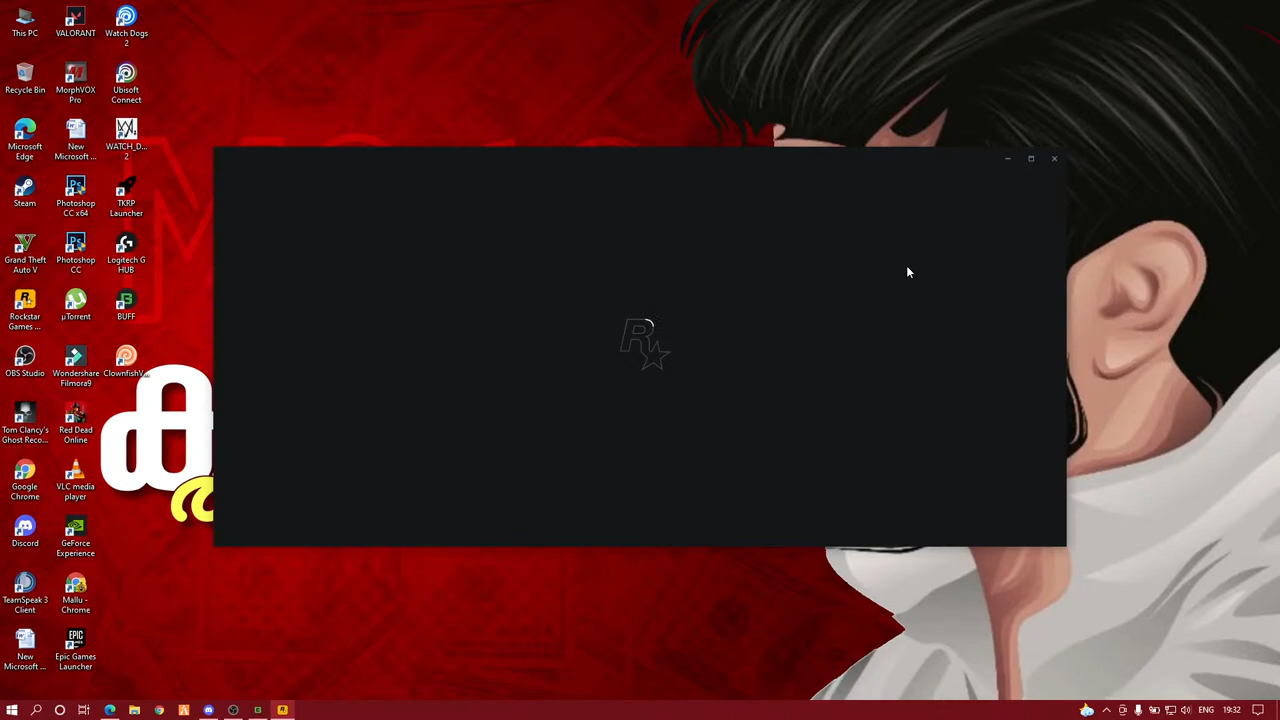 This PC
VALORANT
Watch Dogs
2
Recycle Bin
MorphVOX
Pro
Ubisoft
Connect
Microsoft
Edge
New
Microsoft ...
WATCH_D...
2
Steam
Photoshop
CC x64
TKRP
Launcher
Grand Theft
Auto V
Photoshop
CC
Logitech G
HUB
Rockstar
Games ...
µTorrent
BUFF
OBS Studio
Wondershare
Filmora9
ClownfishV...
Tom Clancy's
Ghost Reco...
Red Dead
Online
Google
Chrome
VLC media
player
Discord
GeForce
Experience
TeamSpeak 3
Client
Mallu -
Chrome
New
Microsoft ...
Epic Games
Launcher
ENG
19:32